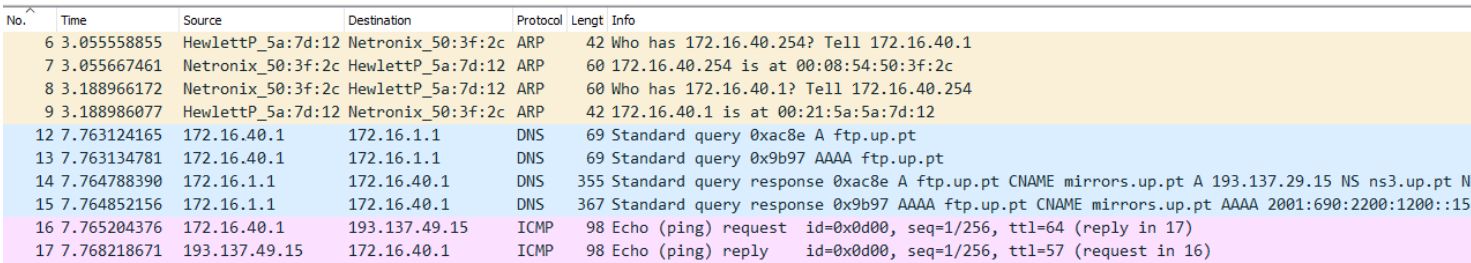 No. Time Source Destination Protocol Lengt Info
6 3.055558855 HewlettP_5a:7d:12 Netronix_50:3f:2c ARP 42 Who has 172.16.40.254? Tell 172.16.40.1
7 3.055667461 Netronix_50:3f:2c HewlettP_5a:7d:12 ARP 60 172.16.40.254 is at 00:08:54:50:3f:2c
8 3.188966172 Netronix_50:3f:2c HewlettP_5a:7d:12 ARP 60 Who has 172.16.40.1? Tell 172.16.40.254
9 3.188986077 HewlettP_5a:7d:12 Netronix_50:3f:2c ARP 42 172.16.40.1 is at 00:21:5a:5a:7d:12
12 7.763124165 172.16.40.1 172.16.1.1 DNS 69 Standard query 0xac8e A ftp.up.pt
13 7.763134781 172.16.40.1 172.16.1.1 DNS 69 Standard query 0x9b97 AAAA ftp.up.pt
14 7.764788390 172.16.1.1 172.16.40.1 DNS 355 Standard query response 0xac8e A ftp.up.pt CNAME mirrors.up.pt A 193.137.29.15 NS ns3.up.pt N
15 7.764852156 172.16.1.1 172.16.40.1 DNS 367 Standard query response 0x9b97 AAAA ftp.up.pt CNAME mirrors.up.pt AAAA 2001:690:2200:1200::15
16 7.765204376 172.16.40.1 193.137.49.15 ICMP 98 Echo (ping) request id=0x0d00, seq=1/256, ttl=64 (reply in 17)
17 7.768218671 193.137.49.15 172.16.40.1 ICMP 98 Echo (ping) reply id=0x0d00, seq=1/256, ttl=57 (request in 16)